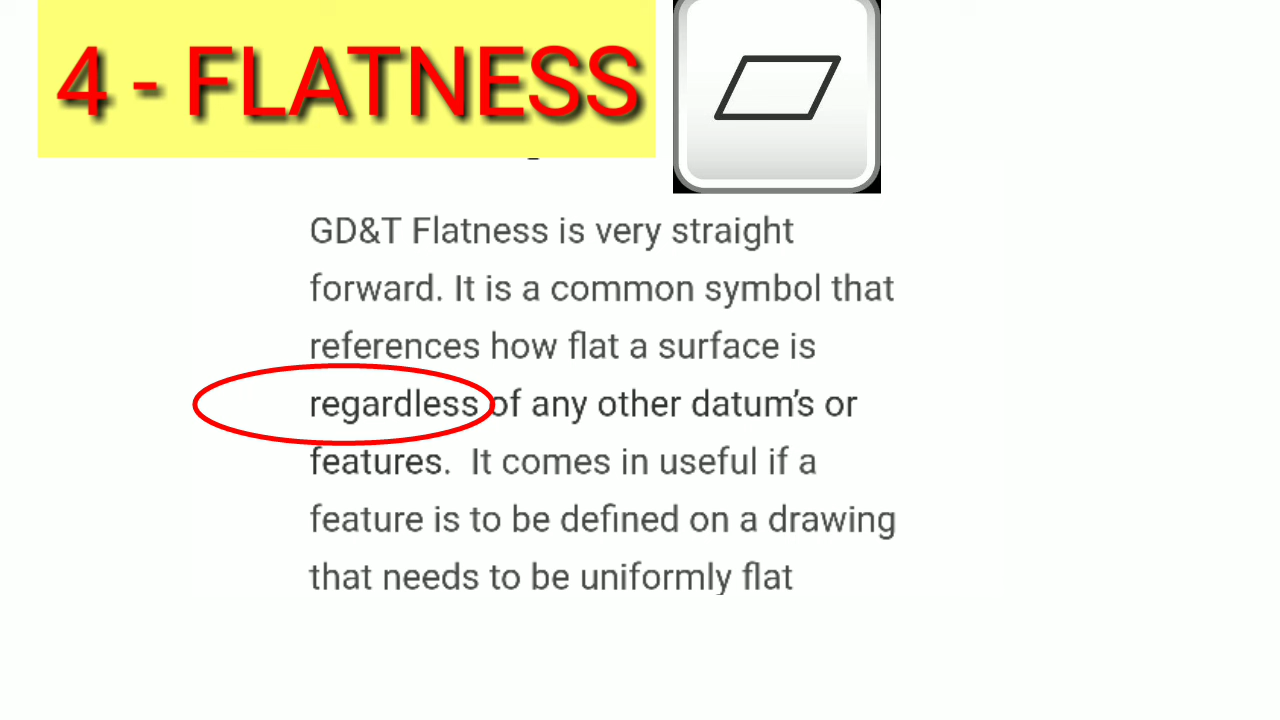 4 - FLATNESS
GD&T Flatness is very straight
forward. It is a common symbol that
references how flat a surface is
regardless of any other datum’s or
features.  It comes in useful if a
feature is to be defined on a drawing
that needs to be uniformly flat